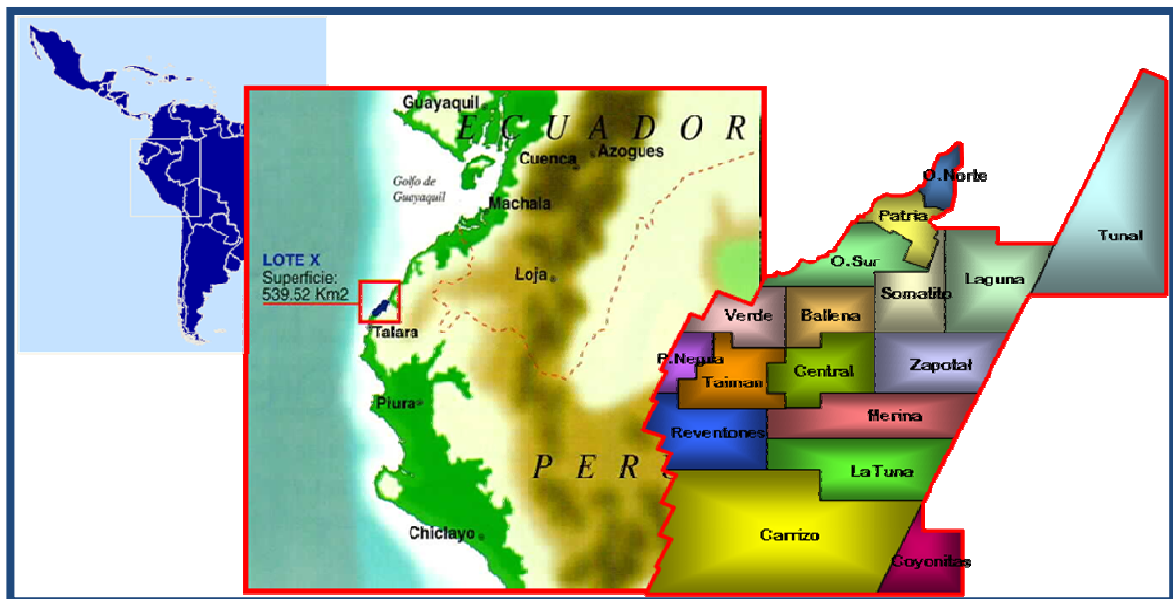 Guayaquil
ECUADOR
Cuenca
Azogues
Golfo de
Guayaquil
Machala
LOTE X
Superficie:
539.52 Km2
Loja
Talara
Piura
PERU
Chiclayo
O.Norte
Patria
Tunal
O.Sur
Laguna
Somatito
Verde
Ballena
P.Negra
Taiman
Central
Zapotal
Reventones
Merina
La Tuna
Carrizo
Coyonitas